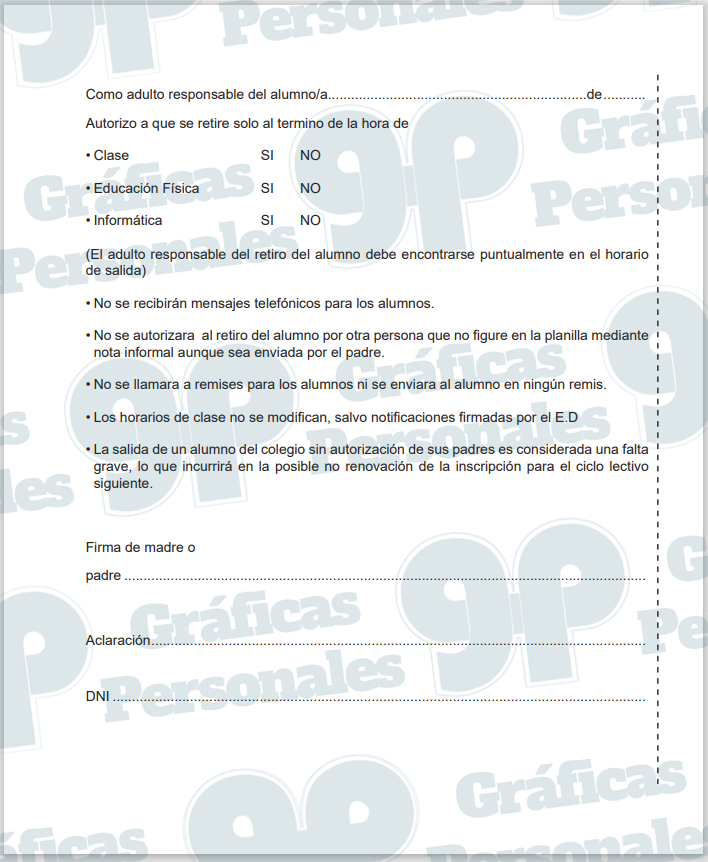 Como adulto responsable del alumno/a..................................................................de...........
Autorizo a que se retire solo al termino de la hora de
• Clase SI NO
• Educación Física SI NO
• Informática SI NO
(El adulto responsable del retiro del alumno debe encontrarse puntualmente en el horario
de salida)
• No se recibirán mensajes telefónicos para los alumnos.
• No se autorizara al retiro del alumno por otra persona que no figure en la planilla mediante
nota informal aunque sea enviada por el padre.
• No se llamara a remises para los alumnos ni se enviara al alumno en ningún remis.
• Los horarios de clase no se modifican, salvo notificaciones firmadas por el E.D
• La salida de un alumno del colegio sin autorización de sus padres es considerada una falta
grave, lo que incurrirá en la posible no renovación de la inscripción para el ciclo lectivo
siguiente.
Firma de madre o
padre ......................................................................................................................................
Aclaración..............................................................................................................................
DNI .........................................................................................................................................
gp
Gráficas
Personales